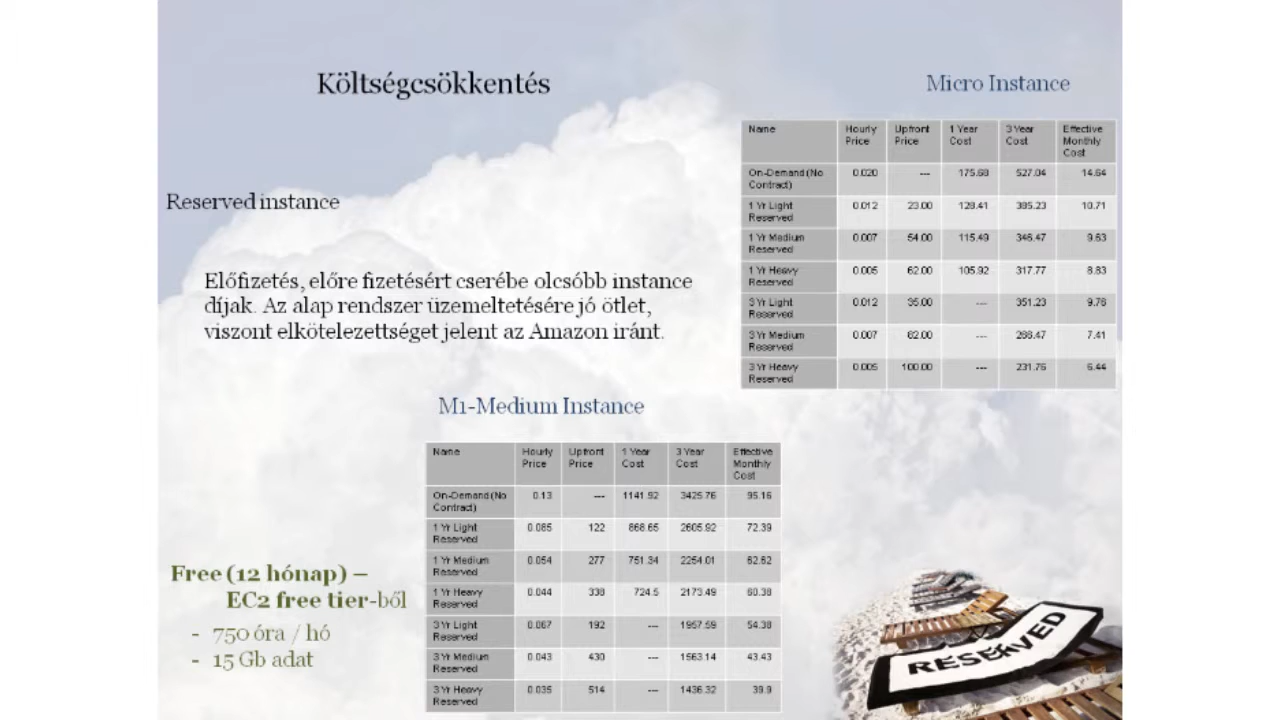 Költségcsökkentés
Micro Instance
Name Hourly Price Upfront Price 1 Year Cost 3 Year Cost Effective Monthly Cost
On-Demand (No Contract) 0.020 --- 175.68 527.04 14.64
1 Yr Light Reserved 0.012 23.00 128.41 385.23 10.71
1 Yr Medium Reserved 0.007 54.00 115.49 346.47 9.63
1 Yr Heavy Reserved 0.005 62.00 105.92 317.77 8.83
3 Yr Light Reserved 0.012 35.00 --- 351.23 9.76
3 Yr Medium Reserved 0.007 82.00 --- 266.47 7.41
3 Yr Heavy Reserved 0.005 100.00 --- 231.76 6.44
Reserved instance
Előfizetés, előre fizetésért cserébe olcsóbb instance
díjak. Az alap rendszer üzemeltetésére jó ötlet,
viszont elkötelezettséget jelent az Amazon iránt.
M1-Medium Instance
Name Hourly Price Upfront Price 1 Year Cost 3 Year Cost Effective Monthly Cost
On-Demand (No Contract) 0.13 --- 1141.92 3425.76 95.16
1 Yr Light Reserved 0.085 122 868.65 2605.92 72.39
1 Yr Medium Reserved 0.054 277 751.34 2254.01 62.62
1 Yr Heavy Reserved 0.044 338 724.5 2173.49 60.38
3 Yr Light Reserved 0.067 192 --- 1957.59 54.38
3 Yr Medium Reserved 0.043 430 --- 1563.14 43.43
3 Yr Heavy Reserved 0.035 514 --- 1436.32 39.9
Free (12 hónap) –
EC2 free tier-ből
- 750 óra / hó
- 15 Gb adat
RESERVED